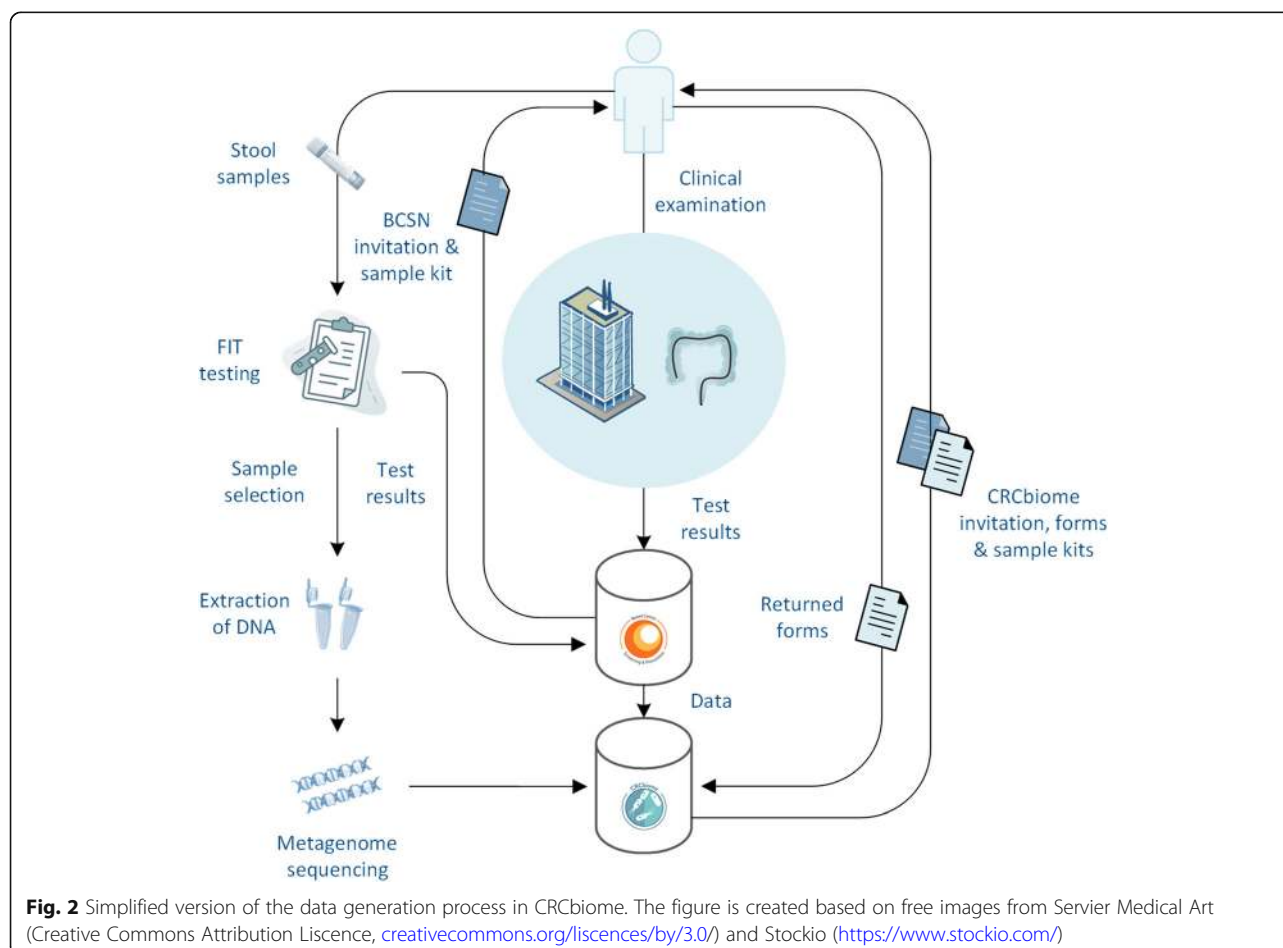 Stool
samples
BCSN
invitation &
sample kit
Clinical
examination
FIT
testing
Sample
selection
Test
results
Test
results
CRCbiome
invitation, forms
& sample kits
Extraction
of DNA
Returned
forms
Data
CRCbiome
Metagenome
sequencing
Fig. 2 Simplified version of the data generation process in CRCbiome. The figure is created based on free images from Servier Medical Art
(Creative Commons Attribution Liscence, creativecommons.org/liscences/by/3.0/) and Stockio (https://www.stockio.com/)